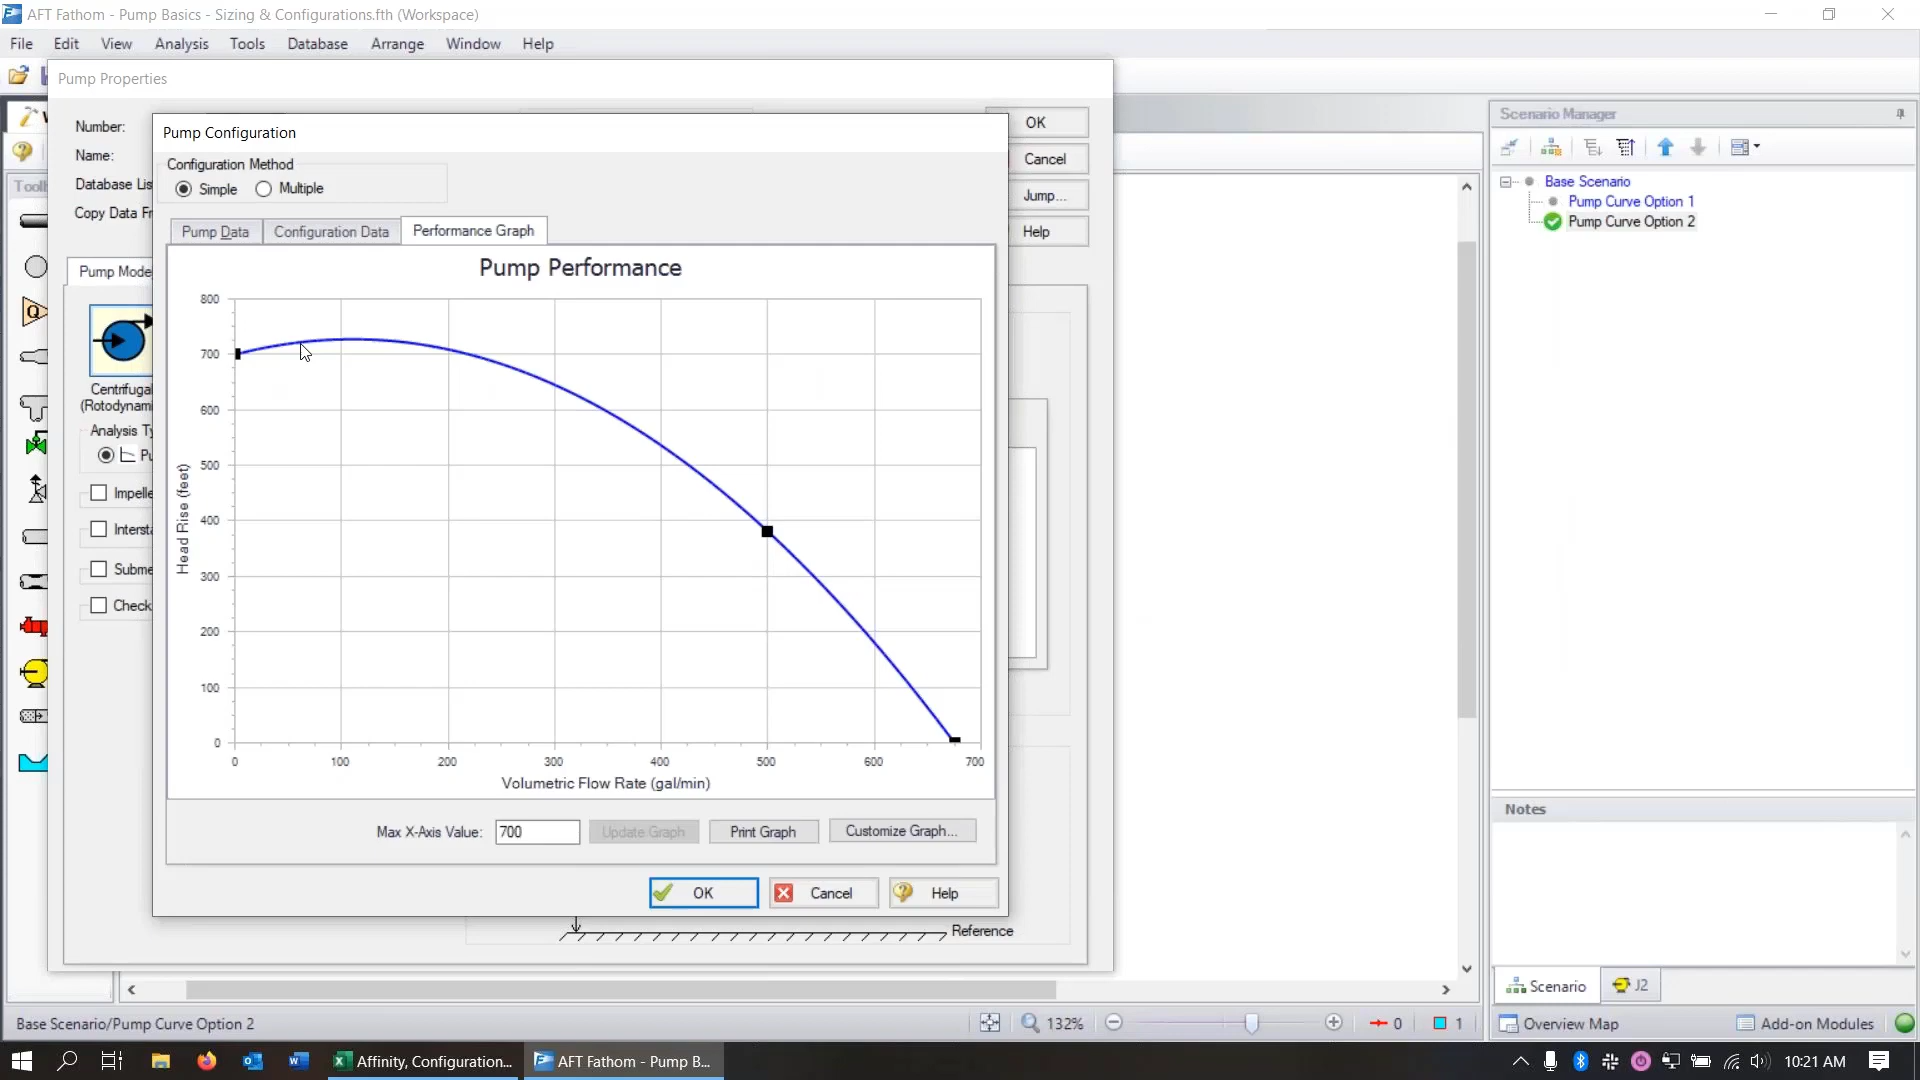 AFT Fathom - Pump Basics - Sizing & Configurations.fth (Workspace)
File Edit View Analysis Tools Database Arrange Window Help
Pump Properties
Number:
Name:
Database Lis
Copy Data Fr
OK
Cancel
Jump...
Help
Toolb
Pump Mode
Centrifugal
(Rotodynami
Analysis Ty
Pu
Impelle
Intersta
Subme
Check
Pump Configuration
Configuration Method
Simple Multiple
Pump Data Configuration Data Performance Graph
Pump Performance
800
700
600
500
400
300
200
100
0
Head Rise (feet)
0 100 200 300 400 500 600 700
Volumetric Flow Rate (gal/min)
Max X-Axis Value: 700 Update Graph Print Graph Customize Graph...
OK Cancel Help
Reference
Scenario Manager
Base Scenario
Pump Curve Option 1
Pump Curve Option 2
Notes
Scenario J2
Base Scenario/Pump Curve Option 2 132% 0 1 Overview Map Add-on Modules
Affinity, Configuration... AFT Fathom - Pump B... 10:21 AM